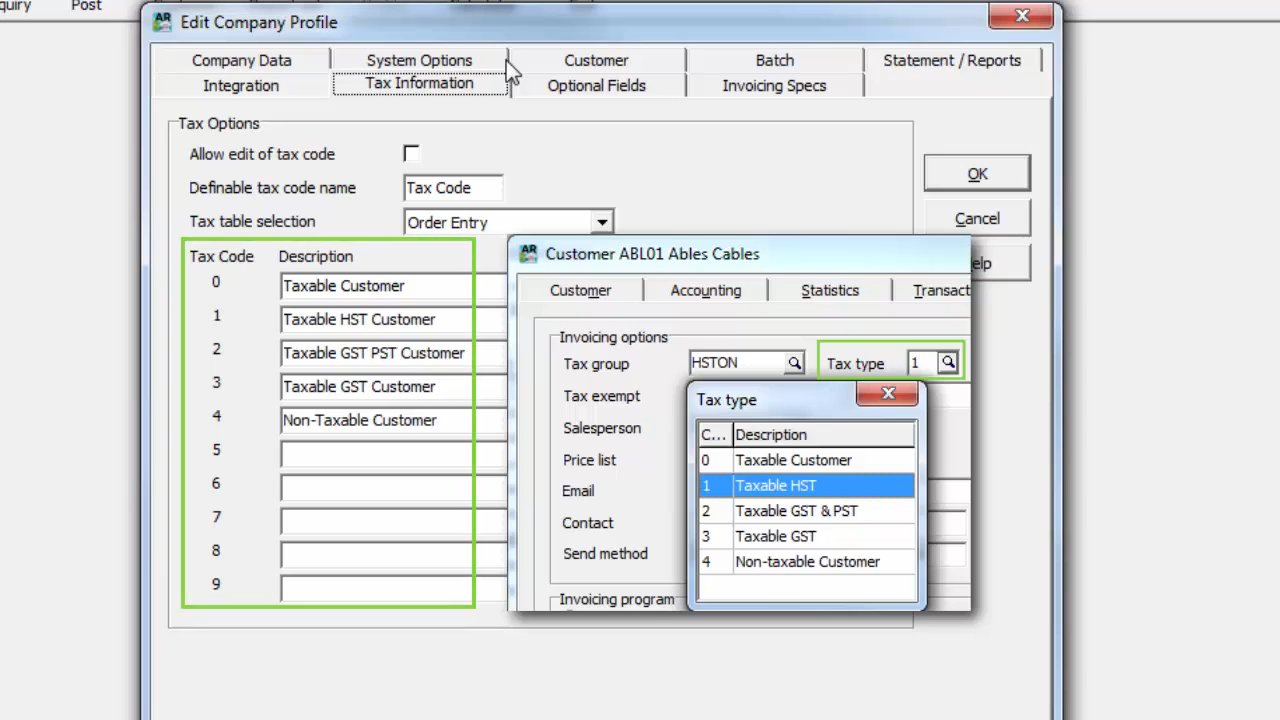 quiry Post
AR Edit Company Profile
Company Data System Options Customer Batch Statement / Reports
Integration Tax Information Optional Fields Invoicing Specs
Tax Options
Allow edit of tax code
Definable tax code name Tax Code
Tax table selection Order Entry
OK
Cancel
elp
Tax Code Description
0 Taxable Customer
1 Taxable HST Customer
2 Taxable GST PST Customer
3 Taxable GST Customer
4 Non-Taxable Customer
5
6
7
8
9
AR Customer ABL01 Ables Cables
Customer Accounting Statistics Transact
Invoicing options
Tax group HSTON Tax type 1
Tax exempt
Salesperson
Price list
Email
Contact
Send method
Invoicing program
Tax type
C... Description
0 Taxable Customer
1 Taxable HST
2 Taxable GST & PST
3 Taxable GST
4 Non-taxable Customer